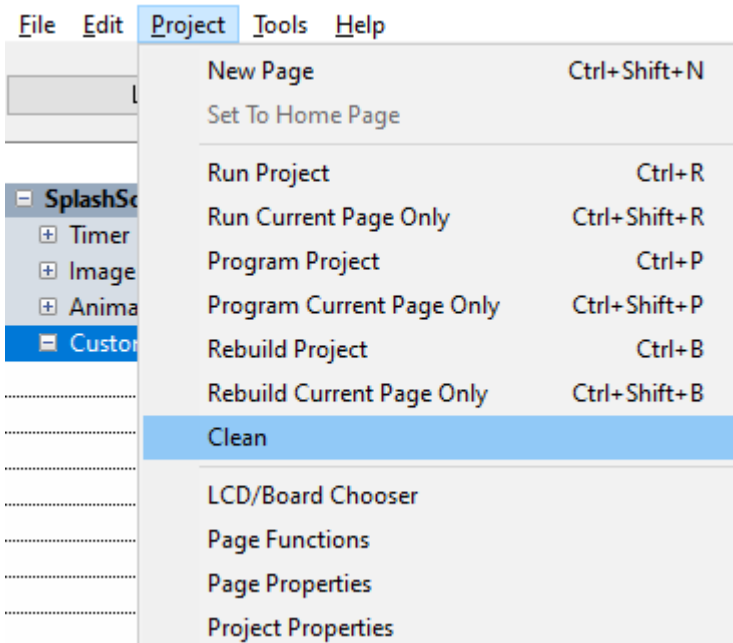 File Edit Project Tools Help
New Page Ctrl+Shift+N
Set To Home Page
Run Project Ctrl+R
SplashSc
Run Current Page Only Ctrl+Shift+R
Timer
Program Project Ctrl+P
Image
Program Current Page Only Ctrl+Shift+P
Anima
Rebuild Project Ctrl+B
Custo
Rebuild Current Page Only Ctrl+Shift+B
Clean
LCD/Board Chooser
Page Functions
Page Properties
Project Properties